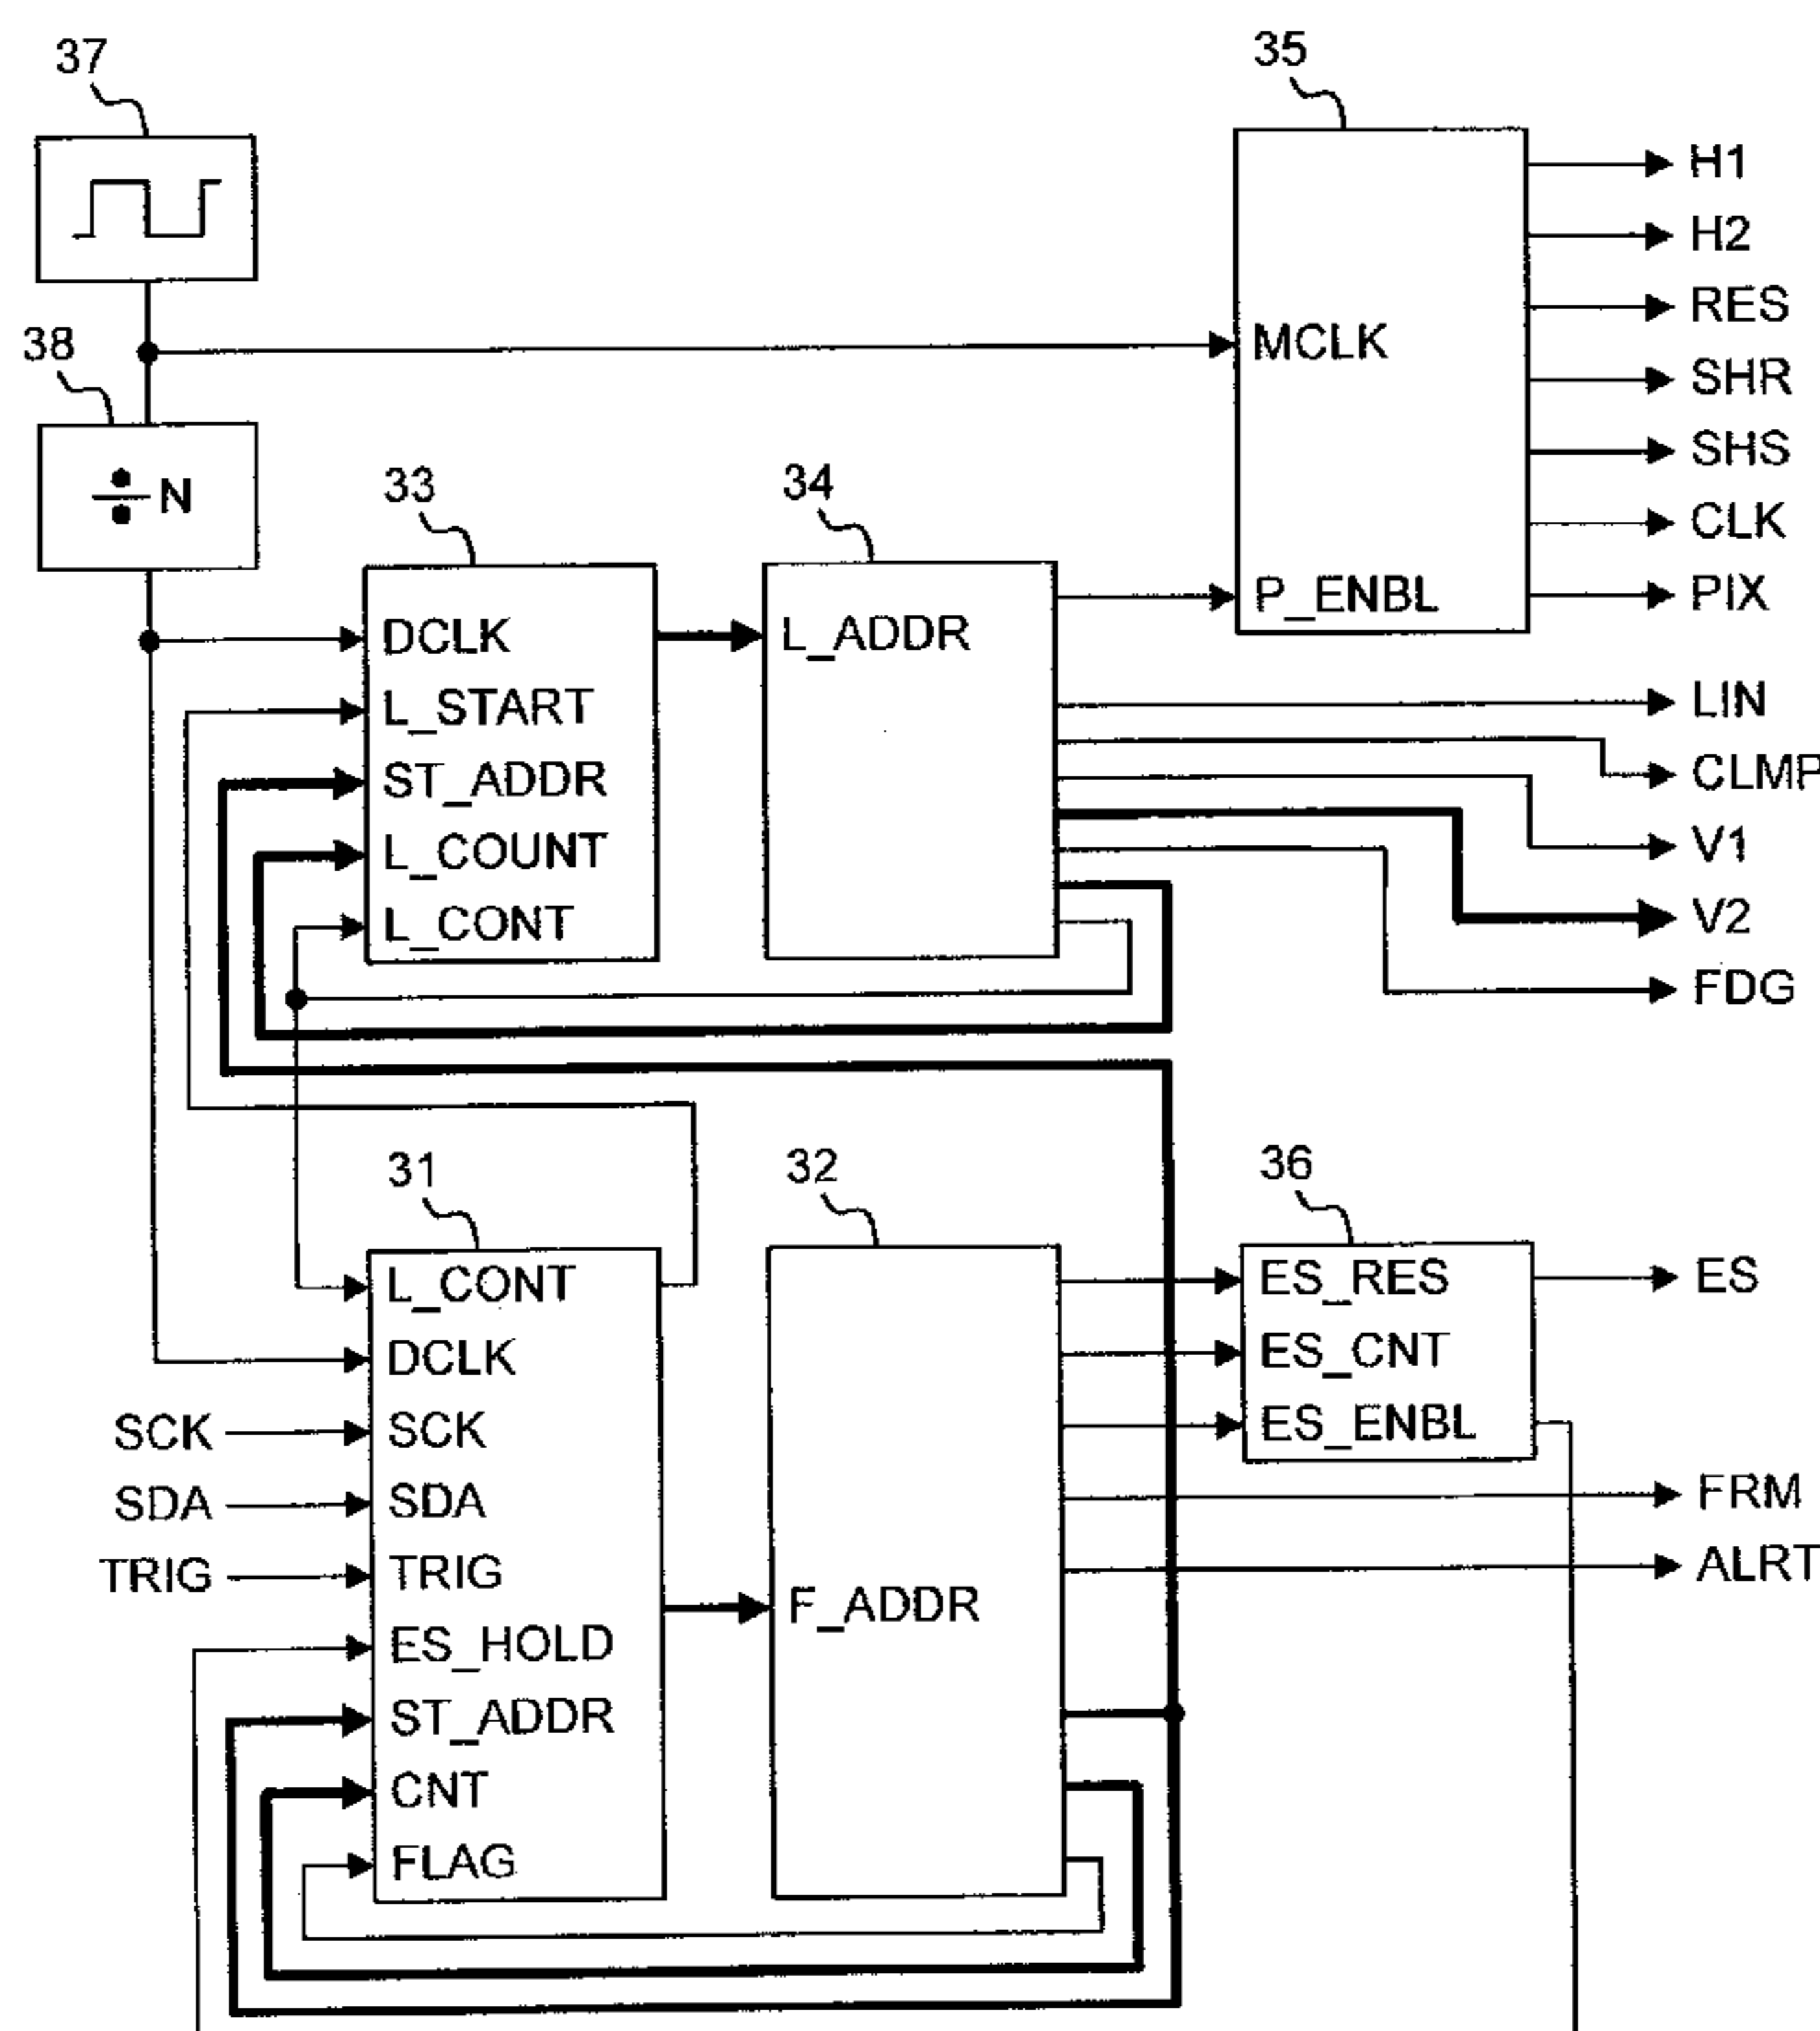 37
35
H1
H2
RES
38
MCLK
SHR
SHS
÷ N
33
34
CLK
P_ENBL
PIX
DCLK
L_ADDR
L_START
LIN
ST_ADDR
CLMP
L_COUNT
V1
L_CONT
V2
FDG
31
32
36
L_CONT
ES_RES
ES
DCLK
ES_CNT
SCK
SCK
ES_ENBL
SDA
SDA
FRM
TRIG
TRIG
ALRT
F_ADDR
ES_HOLD
ST_ADDR
CNT
FLAG